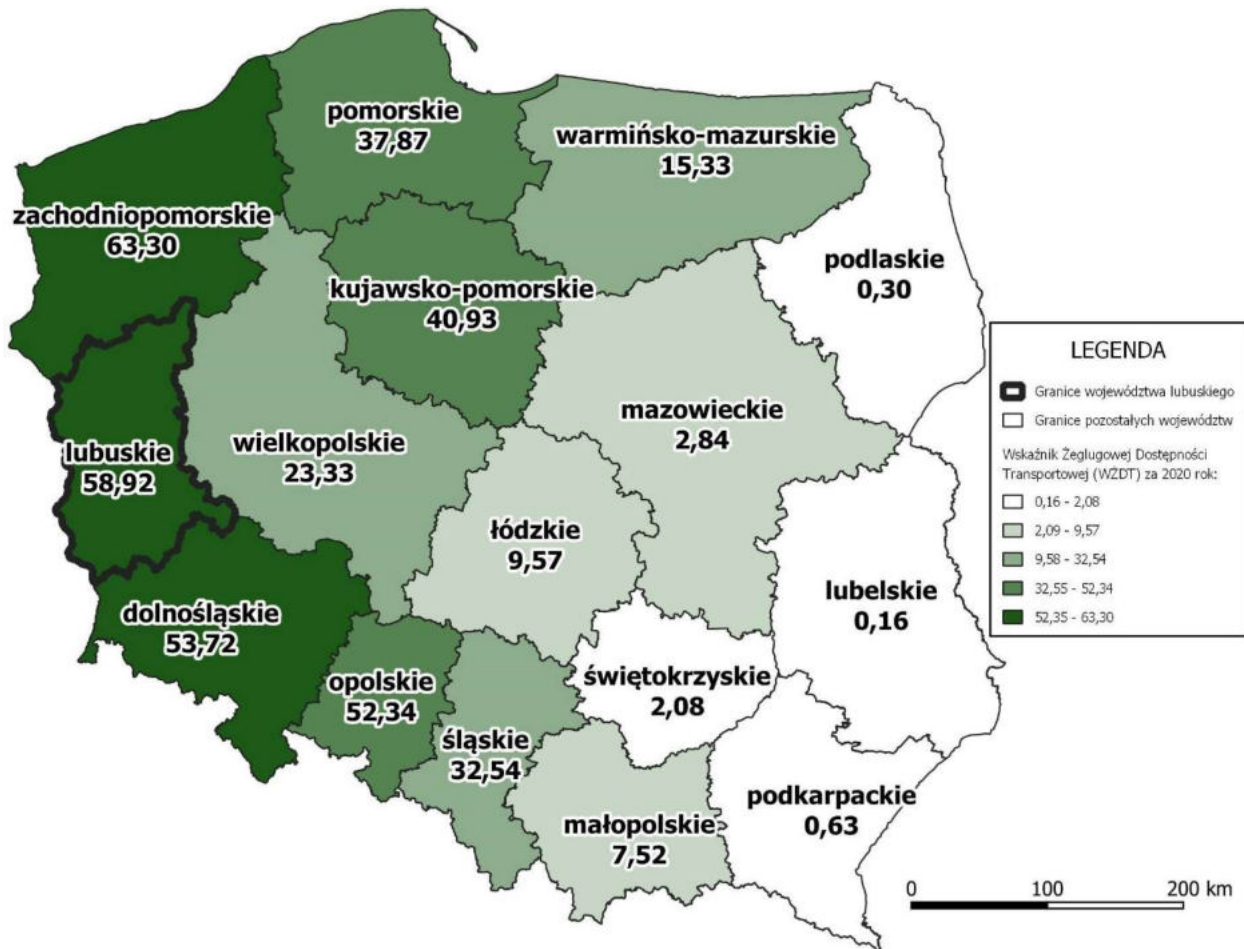 pomorskie
37,87
warmińsko-mazurskie
15,33
zachodniopomorskie
63,30
podlaskie
0,30
kujawsko-pomorskie
40,93
LEGENDA
Granice województwa lubuskiego
Granice pozostałych województw
Wskaźnik Żeglugowej Dostępności
Transportowej (WŻDT) za 2020 rok:
0,16 - 2,08
2,09 - 9,57
9,58 - 32,54
32,55 - 52,34
52,35 - 63,30
mazowieckie
2,84
wielkopolskie
23,33
lubuskie
58,92
łódzkie
9,57
lubelskie
0,16
dolnośląskie
53,72
opolskie
52,34
świętokrzyskie
2,08
śląskie
32,54
podkarpackie
0,63
małopolskie
7,52
0 100 200 km